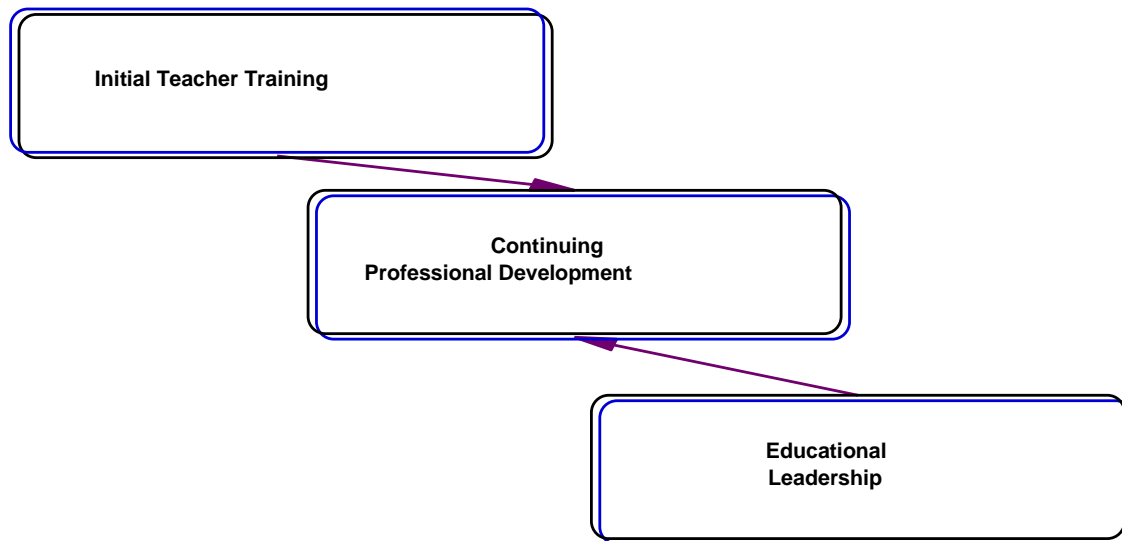 Initial Teacher Training
Continuing
Professional Development
Educational
Leadership